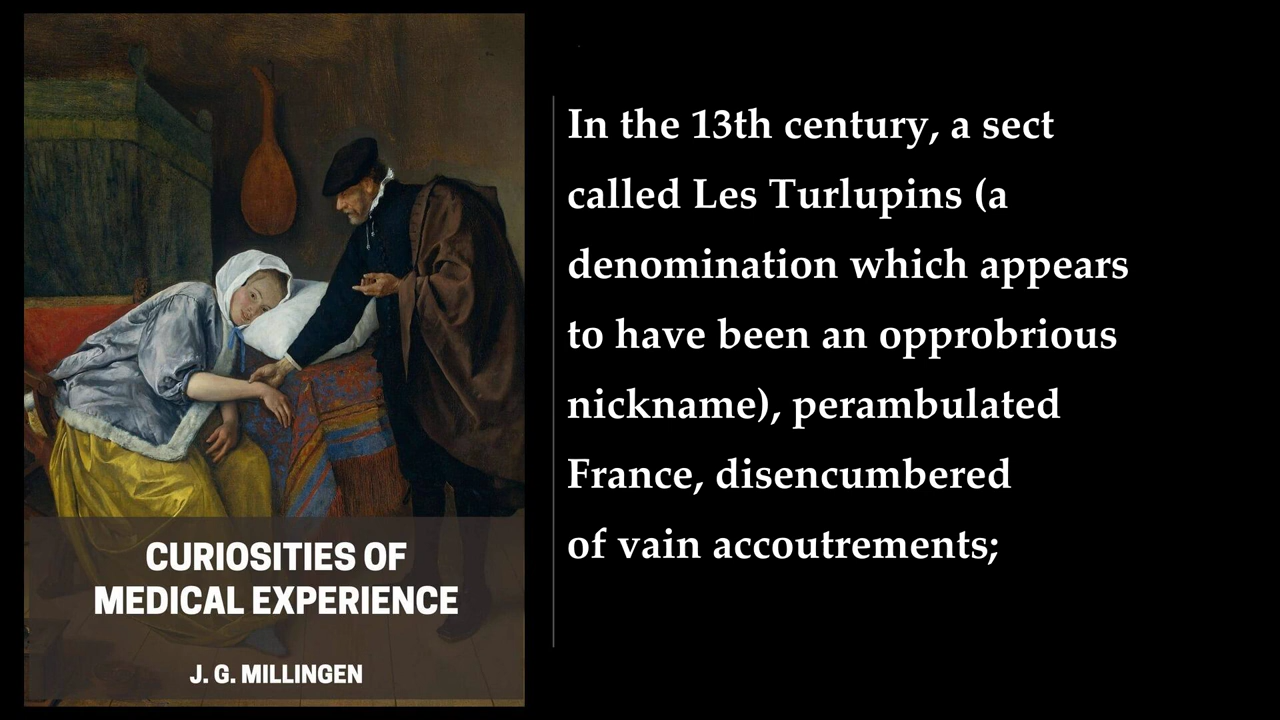 CURIOSITIES OF
MEDICAL EXPERIENCE
J. G. MILLINGEN
In the 13th century, a sect
called Les Turlupins (a
denomination which appears
to have been an opprobrious
nickname), perambulated
France, disencumbered
of vain accoutrements;